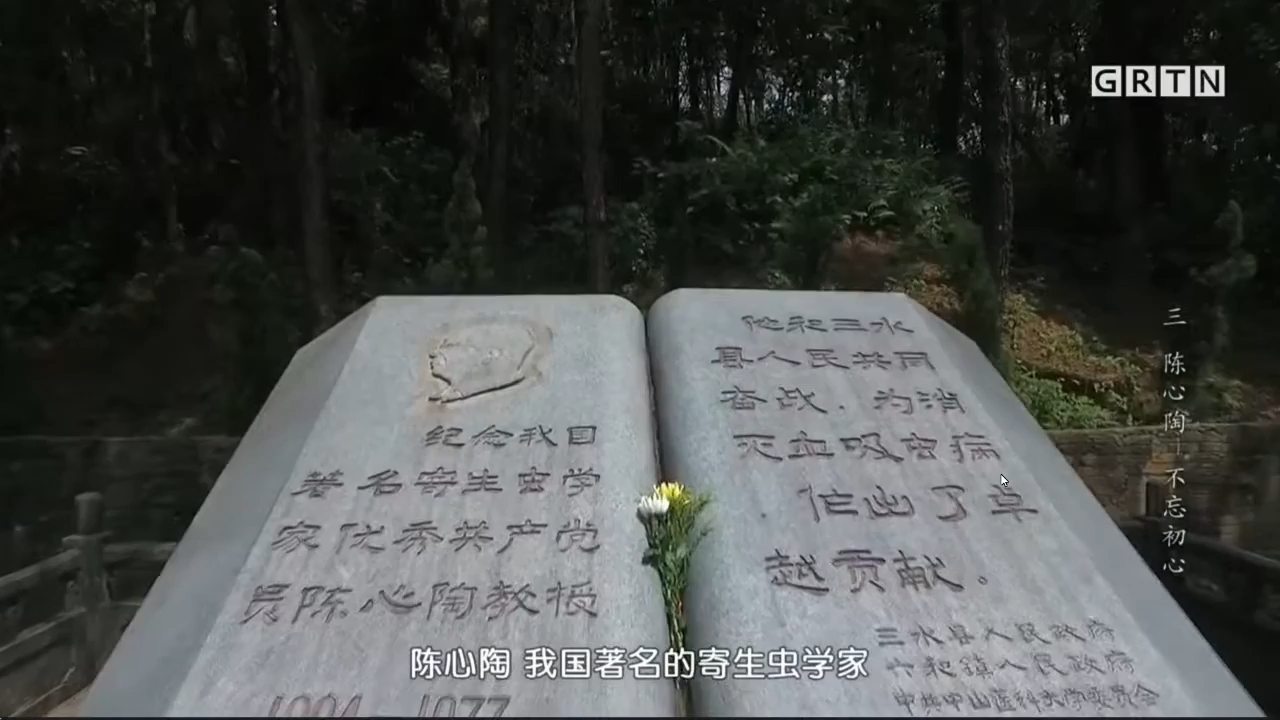 GRTN
三 陈心陶—不忘初心
纪念我国
著名寄生虫学
家优秀共产党
员陈心陶教授
1904—1977
他和三水
县人民共同
奋战，为消
灭血吸虫病
作出了卓
越贡献。
三水县人民政府
六和镇人民政府
中共中山医科大学委员会
陈心陶 我国著名的寄生虫学家